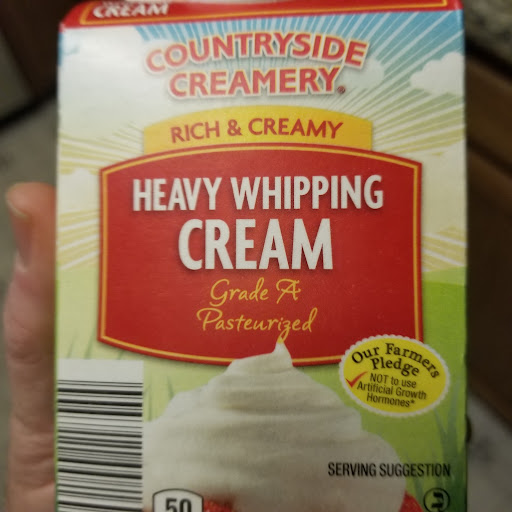 CREAM
COUNTRYSIDE
CREAMERY®
RICH & CREAMY
HEAVY WHIPPING
CREAM
Grade A
Pasteurized
Our Farmers
Pledge
NOT to use
Artificial Growth
Hormones*
SERVING SUGGESTION
50